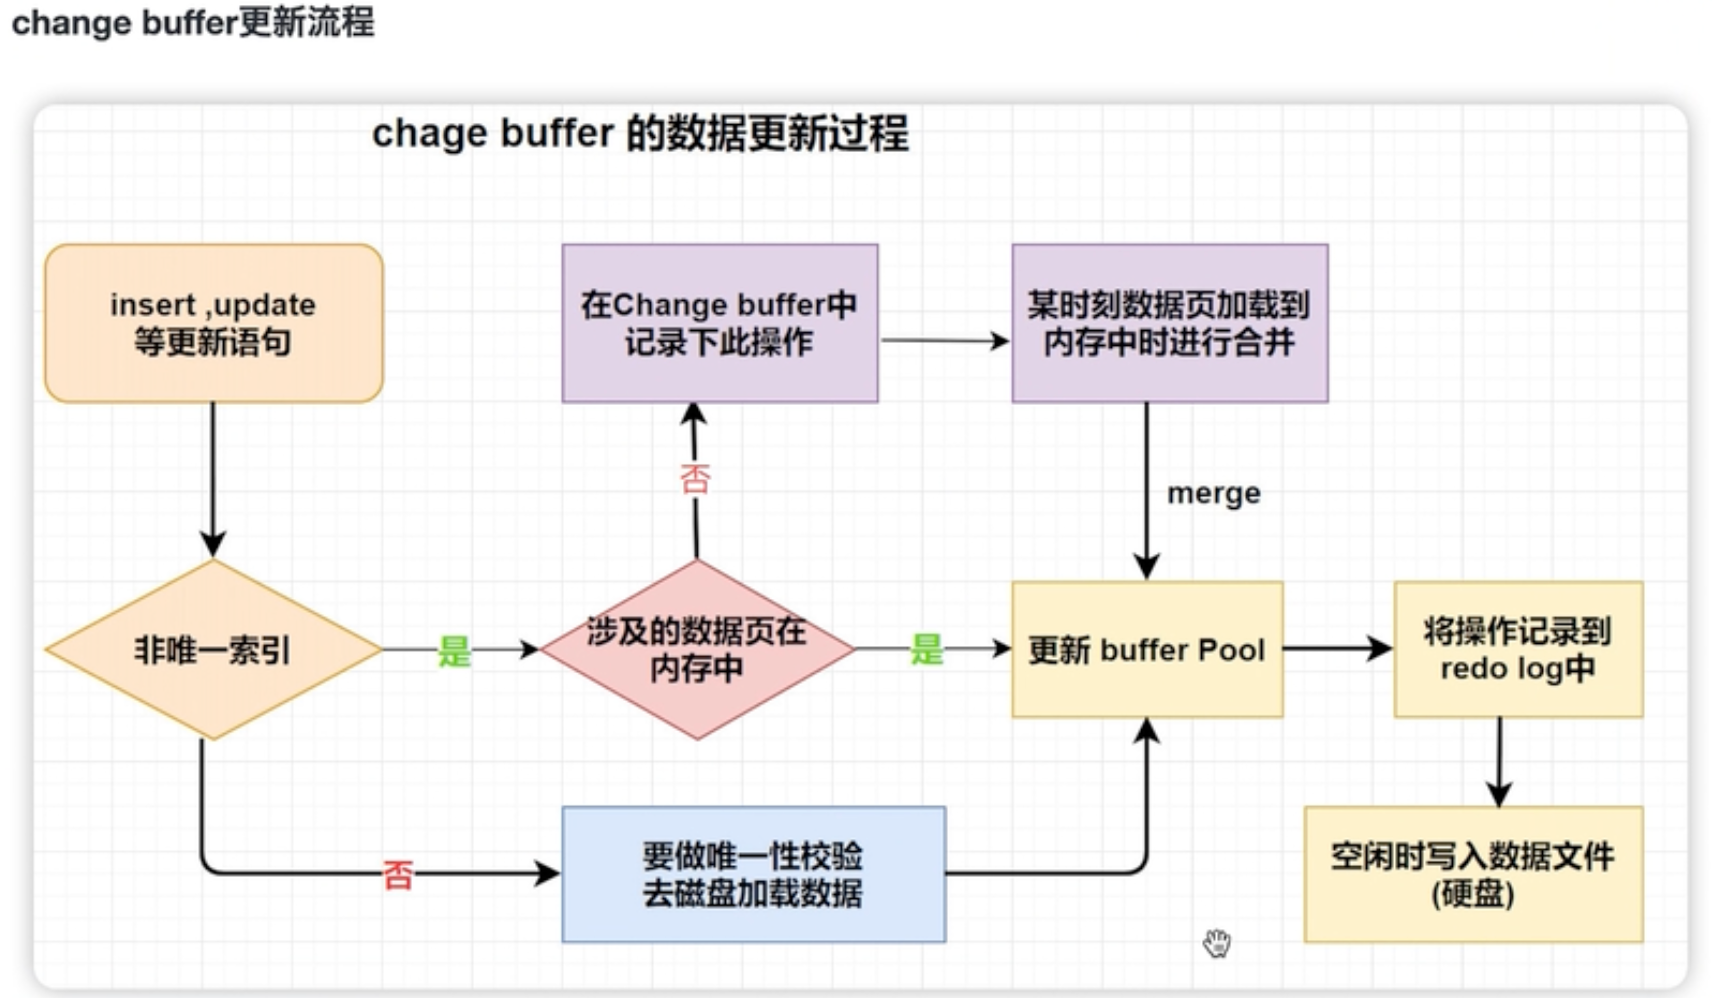 change buffer更新流程
chage buffer 的数据更新过程
insert ,update
等更新语句
在Change buffer中
记录下此操作
某时刻数据页加载到
内存中时进行合并
否
merge
非唯一索引
是
涉及的数据页在
内存中
是
更新 buffer Pool
将操作记录到
redo log中
否
要做唯一性校验
去磁盘加载数据
空闲时写入数据文件
(硬盘)